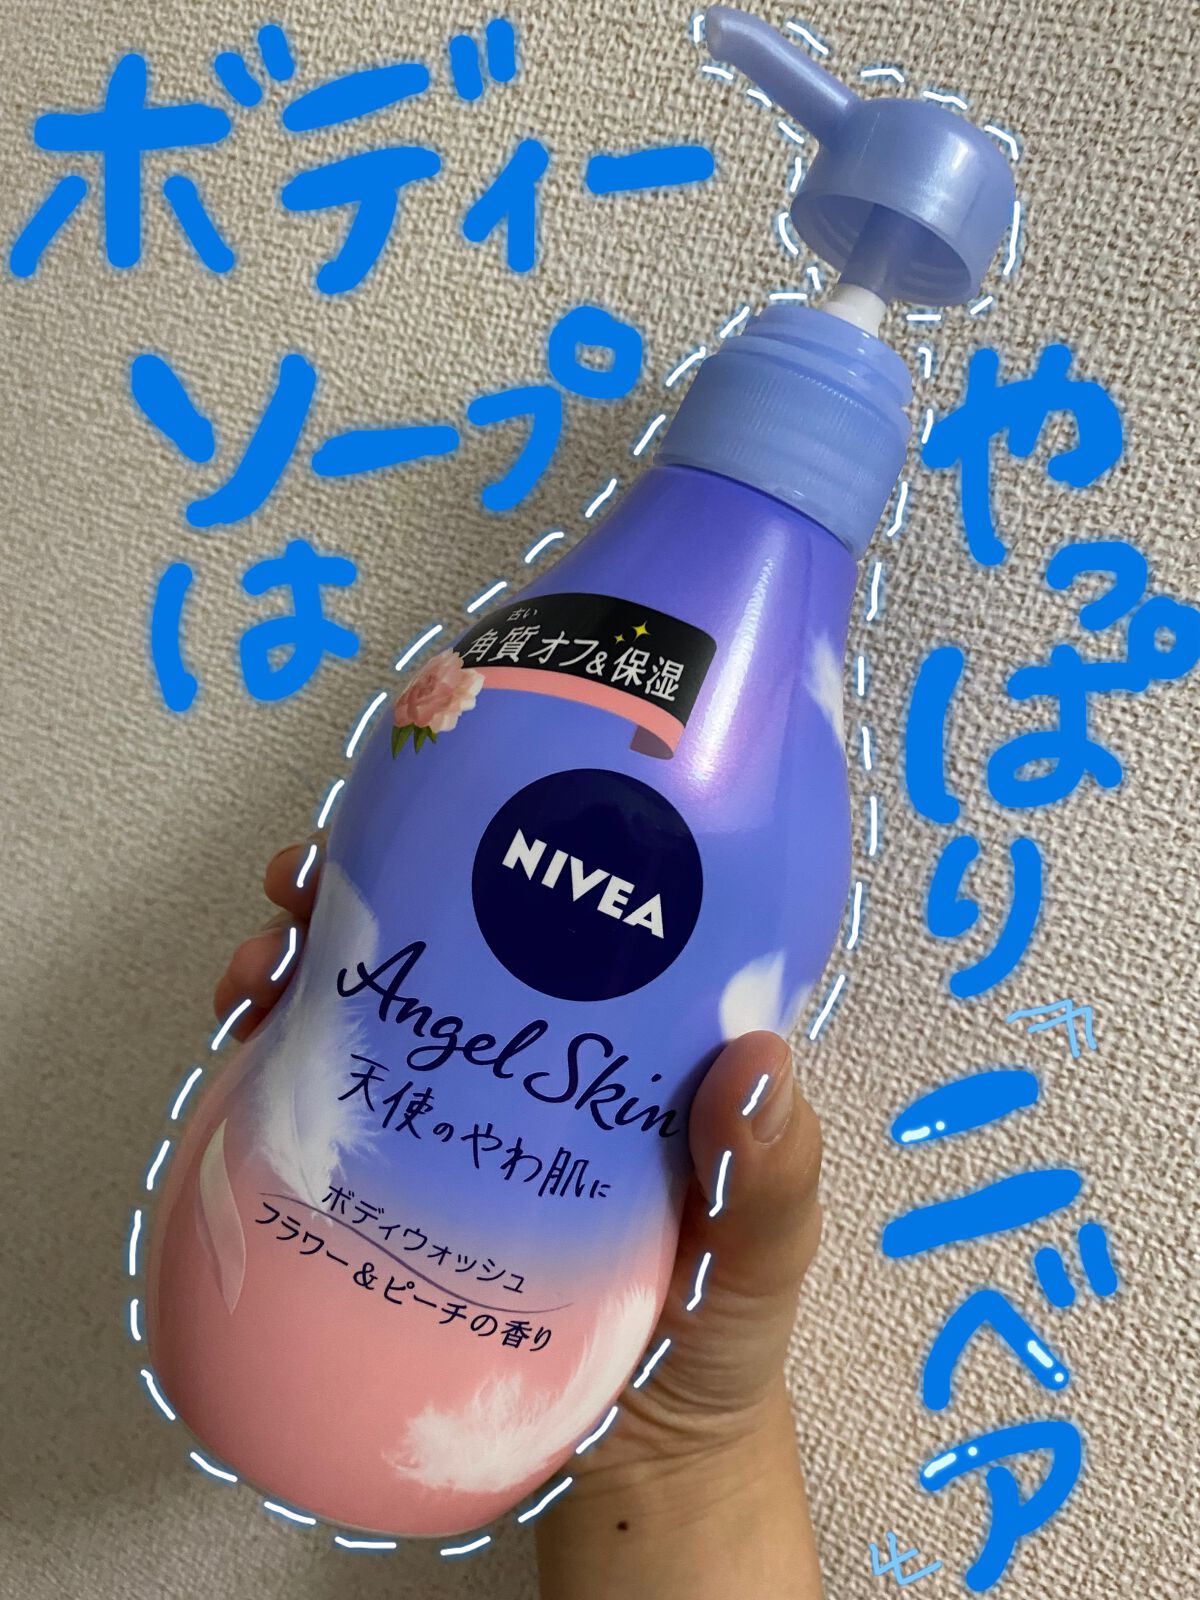 ボディー
ソープ
は
やっぱり
ニベア
古い
角質オフ&保湿
NIVEA
Angel Skin
天使のやわ肌に
ボディウォッシュ
フラワー&ピーチの香り